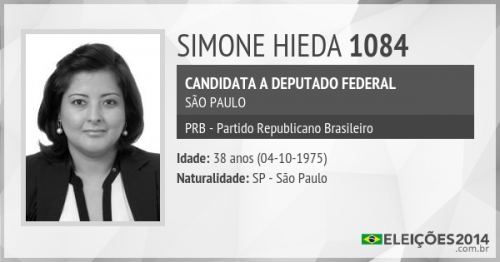 SIMONE HIEDA 1084
CANDIDATA A DEPUTADO FEDERAL
SÃO PAULO
PRB - Partido Republicano Brasileiro
Idade: 38 anos (04-10-1975)
Naturalidade: SP - São Paulo
ELEIÇÕES2014
.com.br